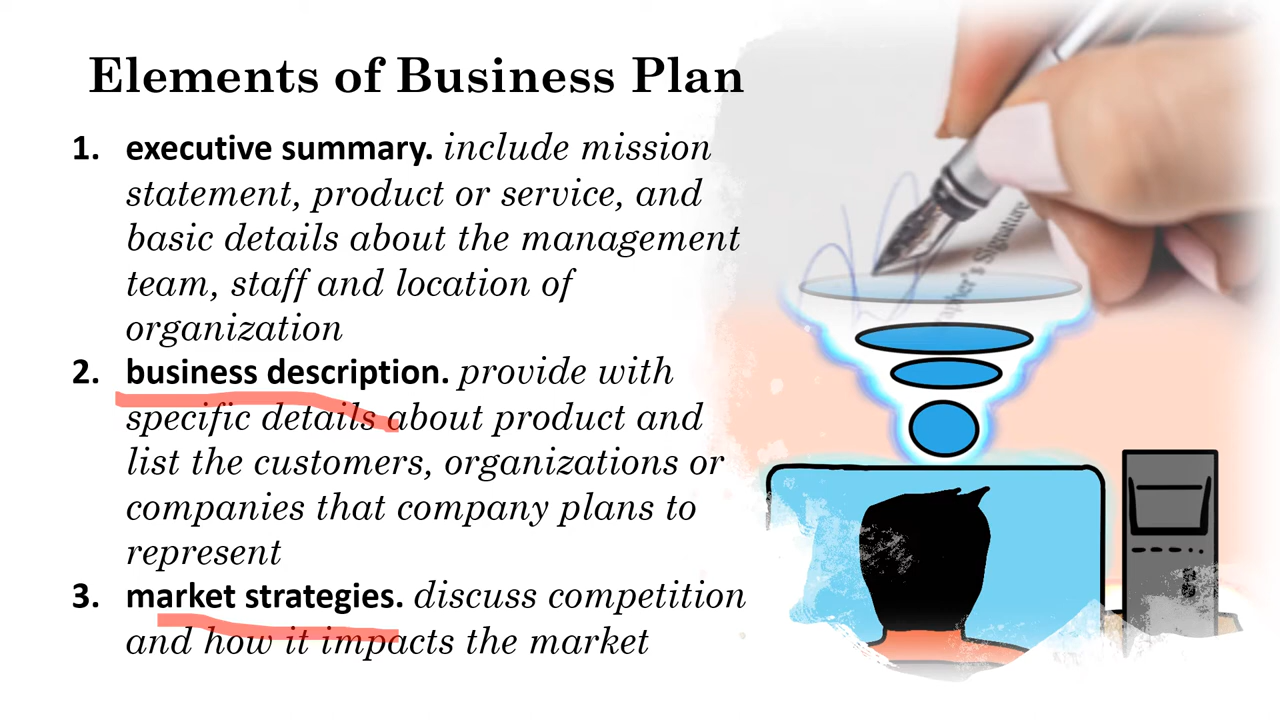 Elements of Business Plan
1. executive summary. include mission
statement, product or service, and
basic details about the management
team, staff and location of
organization
2. business description. provide with
specific details about product and
list the customers, organizations or
companies that company plans to
represent
3. market strategies. discuss competition
and how it impacts the market
Signature